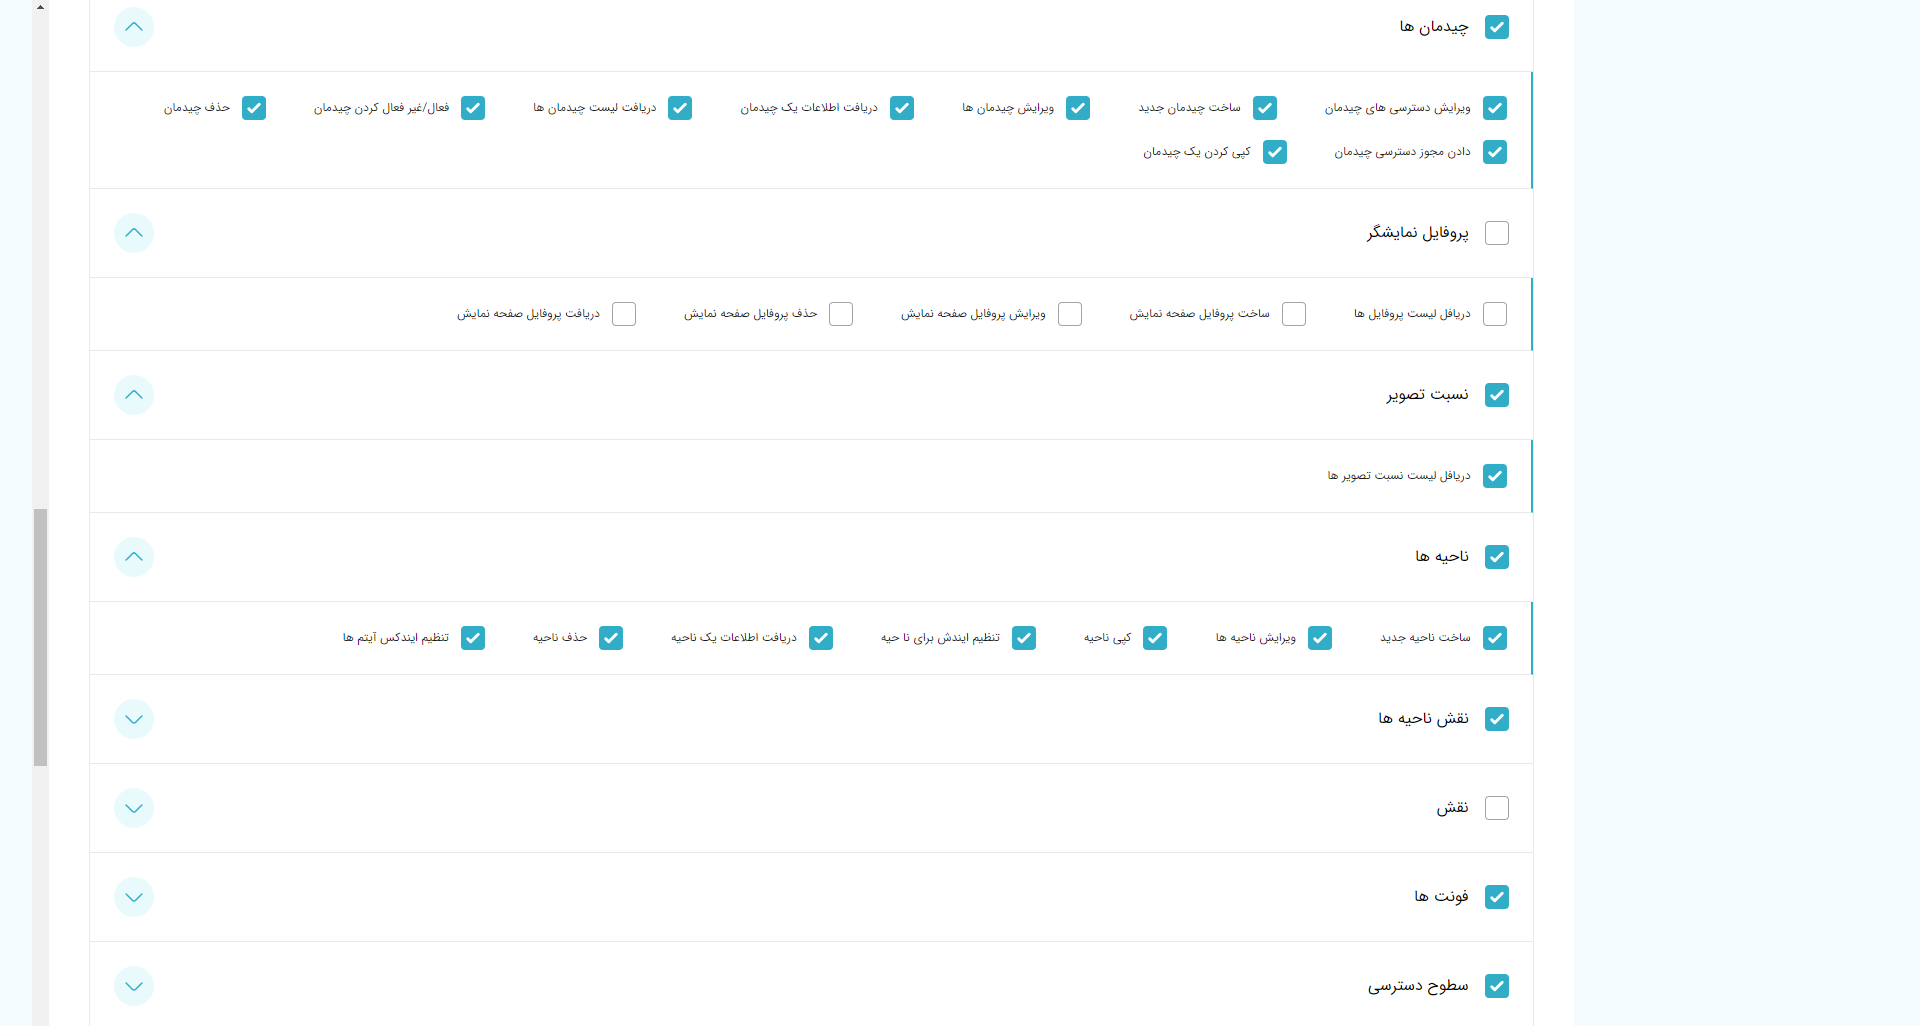 چیدمان ها
ویرایش دسترسی های چیدمان ساخت چیدمان جدید ویرایش چیدمان ها دریافت اطلاعات یک چیدمان دریافت لیست چیدمان ها فعال/غیر فعال کردن چیدمان حذف چیدمان
دادن مجوز دسترسی چیدمان کپی کردن یک چیدمان
پروفایل نمایشگر
دریافل لیست پروفایل ها ساخت پروفایل صفحه نمایش ویرایش پروفایل صفحه نمایش حذف پروفایل صفحه نمایش دریافت پروفایل صفحه نمایش
نسبت تصویر
دریافل لیست نسبت تصویر ها
ناحیه ها
ساخت ناحیه جدید ویرایش ناحیه ها کپی ناحیه تنظیم ایندش برای نا حیه دریافت اطلاعات یک ناحیه حذف ناحیه تنظیم ایندکس آیتم ها
نقش ناحیه ها
نقش
فونت ها
سطوح دسترسی